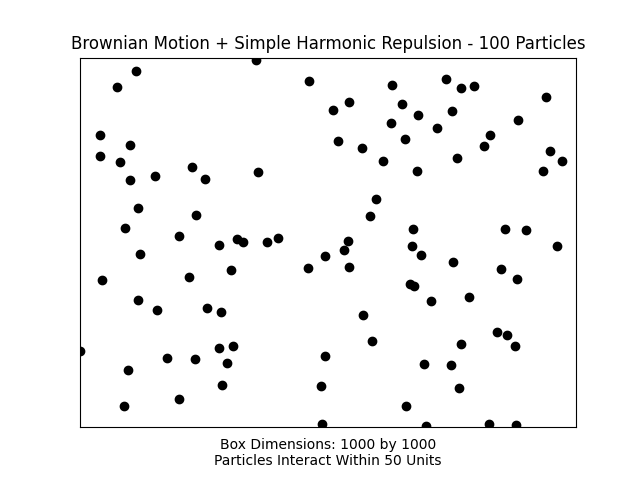 Brownian Motion + Simple Harmonic Repulsion - 100 Particles
Box Dimensions: 1000 by 1000
Particles Interact Within 50 Units